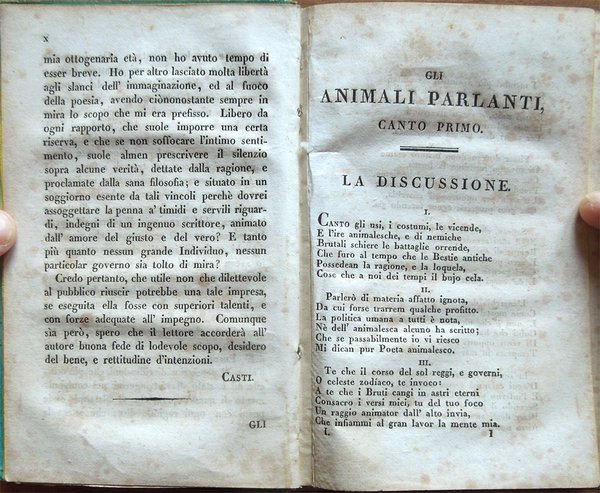 x
mia ottogenaria età, non ho avuto tempo di
esser breve. Ho per altro lasciato molta libertà
agli slanci dell' immaginazione, ed al fuoco
della poesia, avendo ciònonostante sempre in
mira lo scopo che mi era prefisso. Libero da
ogni rapporto, che suole imporre una certa
riserva, e che se non soffocare l'intimo senti-
mento, suole almen prescrivere il silenzio
sopra alcune verità, dettate dalla ragione, e
proclamate dalla sana filosofia; e situato in un
soggiorno esente da tali vincoli perchè dovrei
assoggettare la penna a' timidi e servili riguar-
di, indegni di un ingenuo scrittore, animato
dall' amore del giusto e del vero? E tanto
più quanto nessun grande Individuo, nessun
particolar governo sia tolto di mira?
Credo pertanto, che utile non che dilettevole
al pubblico riuscir potrebbe una tale impresa,
se eseguita ella fosse con superiori talenti, e
con forze adequate all' impegno. Comunque
sia però, spero che il lettore accorderà all'
autore buona fede di lodevole scopo, desidero
del bene, e rettitudine d'intenzioni.
CASTI.
GLI
GLI
ANIMALI PARLANTI,
CANTO PRIMO.
LA DISCUSSIONE.
I.
CANTO gli usi, i costumi, le vicende,
E l'ire animalesche, e di nemiche
Brutali schiere le battaglie orrende,
Che furo al tempo che le Bestie antiche
Possedean la ragione, e la loquela,
Cose che a noi dei tempi il bujo cela.
II.
Parlerò di materia affatto ignota,
Da cui forse trarrem qualche profitto.
La politica umana a tutti è nota,
Nè dell' animalesca alcuno ha scritto;
Che se passabilmente io vi riesco
Mi dican pur Poeta animalesco.
III.
Te che il corso del sol reggi, e governi,
O celeste zodiaco, te invoco:
A te che i Bruti cangi in astri eterni
Consacro i versi miei, tu del tuo foco
Un raggio animator dall' alto invia,
Che infiammi al gran lavor la mente mia.
I. 1